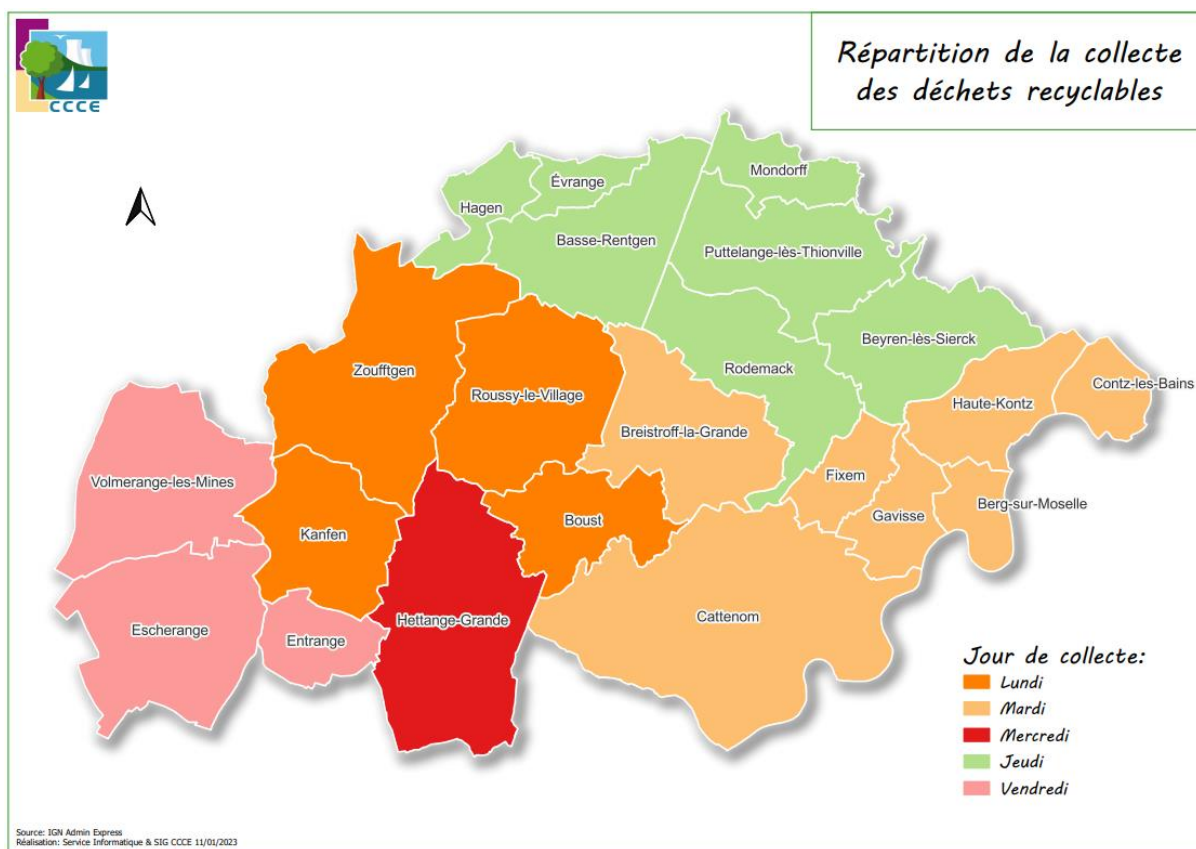 CCCE
Répartition de la collecte
des déchets recyclables
Mondorff
Évrange
Hagen
Basse-Rentgen
Puttelange-lès-Thionville
Beyren-lès-Sierck
Zoufftgen
Rodemack
Contz-les-Bains
Roussy-le-Village
Haute-Kontz
Breistroff-la-Grande
Volmerange-les-Mines
Fixem
Berg-sur-Moselle
Gavisse
Boust
Kanfen
Cattenom
Hettange-Grande
Escherange
Entrange
Jour de collecte:
Lundi
Mardi
Mercredi
Jeudi
Vendredi
Source: IGN Admin Express
Réalisation: Service Informatique & SIG CCCE 11/01/2023